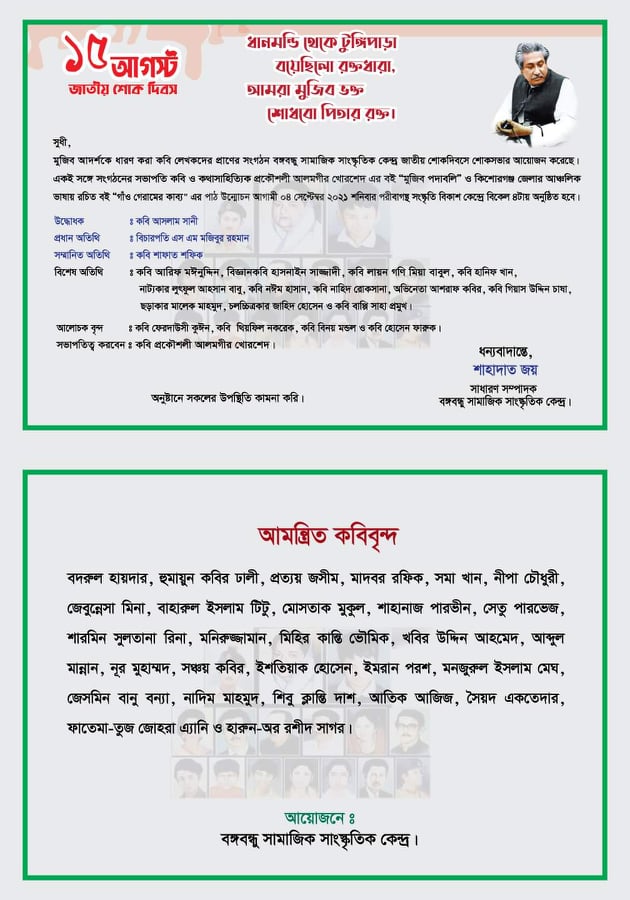 ১৫ আগস্ট
জাতীয় শোক দিবস
ধানমন্ডি থেকে টুঙ্গিপাড়া
বয়েছিলো রক্তধারা,
আমরা মুজিব ভক্ত
শোধবো পিতার রক্ত।
সুধী,
মুজিব আদর্শকে ধারণ করা কবি লেখকদের প্রাণের সংগঠন বঙ্গবন্ধু সামাজিক সাংস্কৃতিক কেন্দ্র জাতীয় শোকদিবসে শোকসভার আয়োজন করেছে।
একই সঙ্গে সংগঠনের সভাপতি কবি ও কথাসাহিত্যিক প্রকৌশলী আলমগীর খোরশেদ এর বই “মুজিব পদাবলি” ও কিশোরগঞ্জ জেলার আঞ্চলিক
ভাষায় রচিত বই “গাঁও গেরামের কাব্য" এর পাঠ উন্মোচন আগামী ০৪ সেপ্টেম্বর ২০২১ শনিবার পরীবাগস্থ সংস্কৃতি বিকাশ কেন্দ্রে বিকেল ৪টায় অনুষ্ঠিত হবে।
উদ্ধোধক : কবি আসলাম সানী
প্রধান অতিথি : বিচারপতি এস এম মজিবুর রহমান
সম্মানিত অতিথি : কবি শাফাত শফিক
বিশেষ অতিথি : কবি আরিফ মঈনুদ্দিন, বিজ্ঞানকবি হাসনাইন সাজ্জাদী, কবি লায়ন গণি মিয়া বাবুল, কবি হানিফ খান,
নাট্যকার লুৎফুল আহসান বাবু, কবি নঈম হাসান, কবি নাহিদ রোকসানা, অভিনেতা আশরাফ কবির, কবি গিয়াস উদ্দিন চাষা,
ছড়াকার মালেক মাহমুদ, চলচ্চিত্রকার জাহিদ হোসেন ও কবি বাপ্পি সাহা প্রমুখ।
আলোচক বৃন্দ : কবি ফেরদাউসী কুঈন, কবি থিয়ফিল নকরেক, কবি বিনয় মন্ডল ও কবি হোসেন ফারুক।
সভাপতিত্ব করবেন : কবি প্রকৌশলী আলমগীর খোরশেদ।
ধন্যবাদান্তে,
শাহাদাত জয়
সাধারণ সম্পাদক
বঙ্গবন্ধু সামাজিক সাংস্কৃতিক কেন্দ্র।
অনুষ্টানে সকলের উপস্থিতি কামনা করি।
আমন্ত্রিত কবিবৃন্দ
বদরুল হায়দার, হুমায়ুন কবির ঢালী, প্রত্যয় জসীম, মাদবর রফিক, সমা খান, নীপা চৌধুরী,
জেবুন্নেসা মিনা, বাহারুল ইসলাম টিটু, মোসতাক মুকুল, শাহানাজ পারভীন, সেতু পারভেজ,
শারমিন সুলতানা রিনা, মনিরুজ্জামান, মিহির কান্তি ভৌমিক, খবির উদ্দিন আহমেদ, আব্দুল
মান্নান, নূর মুহাম্মদ, সঞ্চয় কবির, ইশতিয়াক হোসেন, ইমরান পরশ, মনজুরুল ইসলাম মেঘ,
জেসমিন বানু বন্যা, নাদিম মাহমুদ, শিবু ক্লান্তি দাশ, আতিক আজিজ, সৈয়দ একতেদার,
ফাতেমা-তুজ জোহরা এ্যানি ও হারুন-অর রশীদ সাগর।
আয়োজনে :
বঙ্গবন্ধু সামাজিক সাংস্কৃতিক কেন্দ্র।